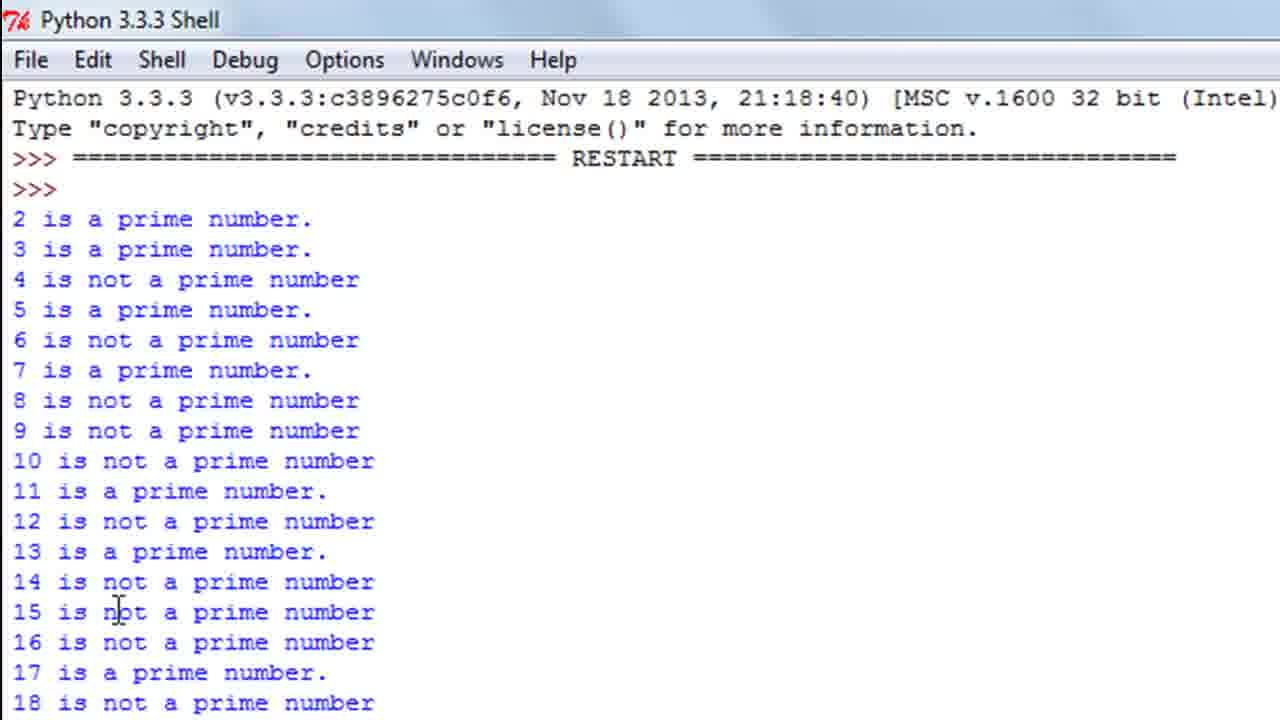 Python 3.3.3 Shell
File Edit Shell Debug Options Windows Help
Python 3.3.3 (v3.3.3:c3896275c0f6, Nov 18 2013, 21:18:40) [MSC v.1600 32 bit (Intel)
Type "copyright", "credits" or "license()" for more information.
>>> ================================ RESTART ================================
>>>
2 is a prime number.
3 is a prime number.
4 is not a prime number
5 is a prime number.
6 is not a prime number
7 is a prime number.
8 is not a prime number
9 is not a prime number
10 is not a prime number
11 is a prime number.
12 is not a prime number
13 is a prime number.
14 is not a prime number
15 is not a prime number
16 is not a prime number
17 is a prime number.
18 is not a prime number